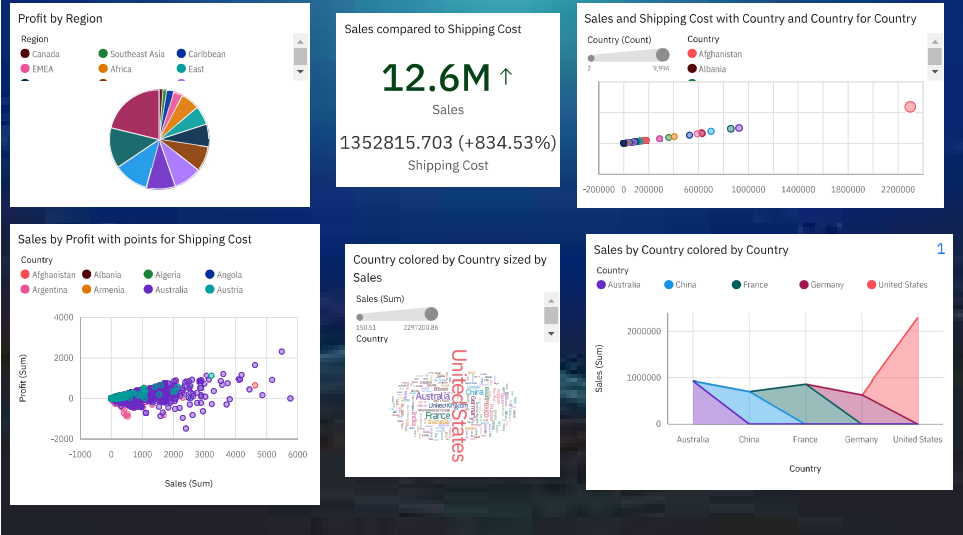 Profit by Region
Region
Canada
Southeast Asia
Caribbean
EMEA
Africa
East
Sales compared to Shipping Cost
12.6M ↑
Sales
1352815.703 (+834.53%)
Shipping Cost
Sales and Shipping Cost with Country and Country for Country
Country (Count)
2
9,994
Country
Afghanistan
Albania
-200000 0 200000 600000 1000000 1400000 1800000 2200000
Sales by Profit with points for Shipping Cost
Country
Afghanistan Albania Algeria Angola
Argentina Armenia Australia Austria
4000
2000
0
-2000
Profit (Sum)
-1000 0 1000 2000 3000 4000 5000 6000
Sales (Sum)
Country colored by Country sized by
Sales
Sales (Sum)
150.51
2297200.86
Country
United States
Australia
China
United Kingdom
France
Germany
Sales by Country colored by Country
1
Country
Australia China France Germany United States
2000000
1000000
0
Sales (Sum)
Australia China France Germany United States
Country